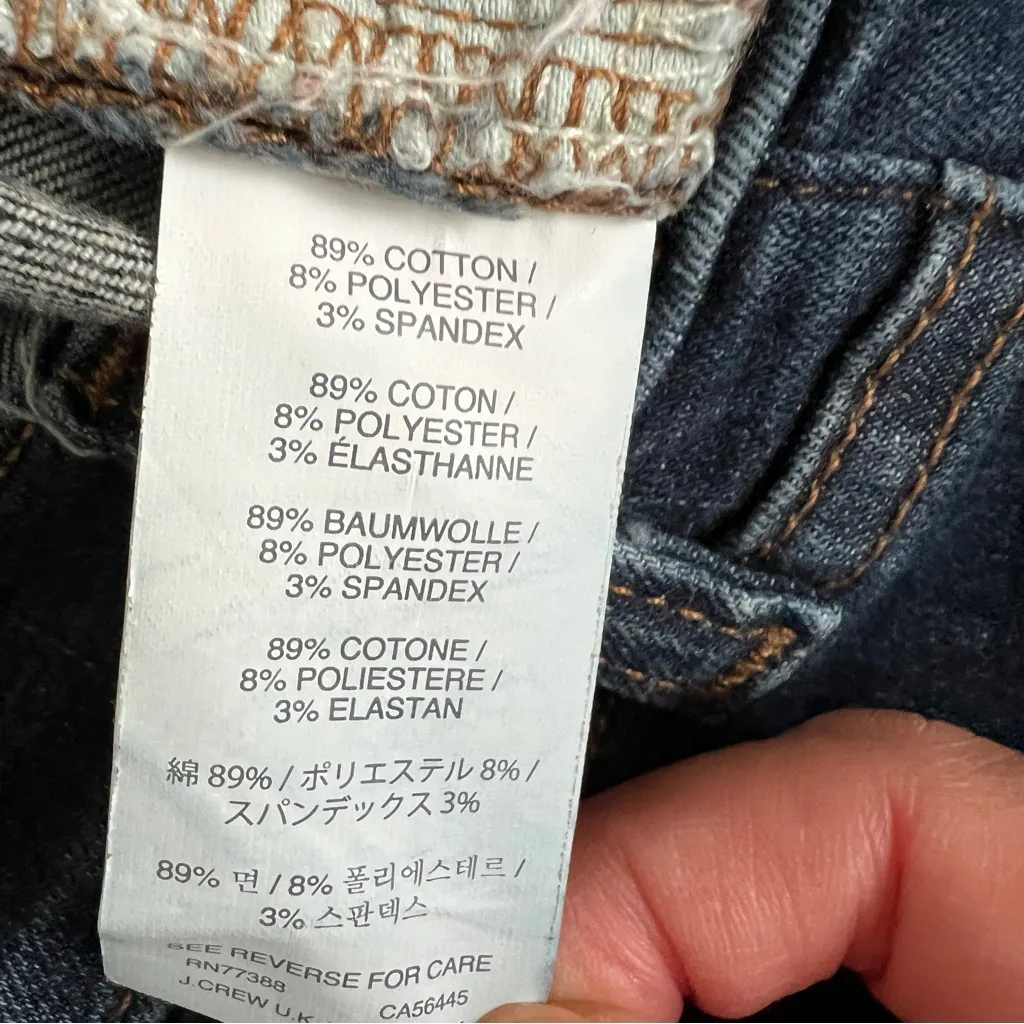 89% COTTON /
8% POLYESTER /
3% SPANDEX
89% COTON /
8% POLYESTER /
3% ÉLASTHANNE
89% BAUMWOLLE /
8% POLYESTER /
3% SPANDEX
89% COTONE /
8% POLIESTERE /
3% ELASTAN
綿 89% / ポリエステル 8% /
スパンデックス 3%
89% 면 / 8% 폴리에스테르 /
3% 스판텍스
SEE REVERSE FOR CARE
RN77388 CA56445
J.CREW U.K.